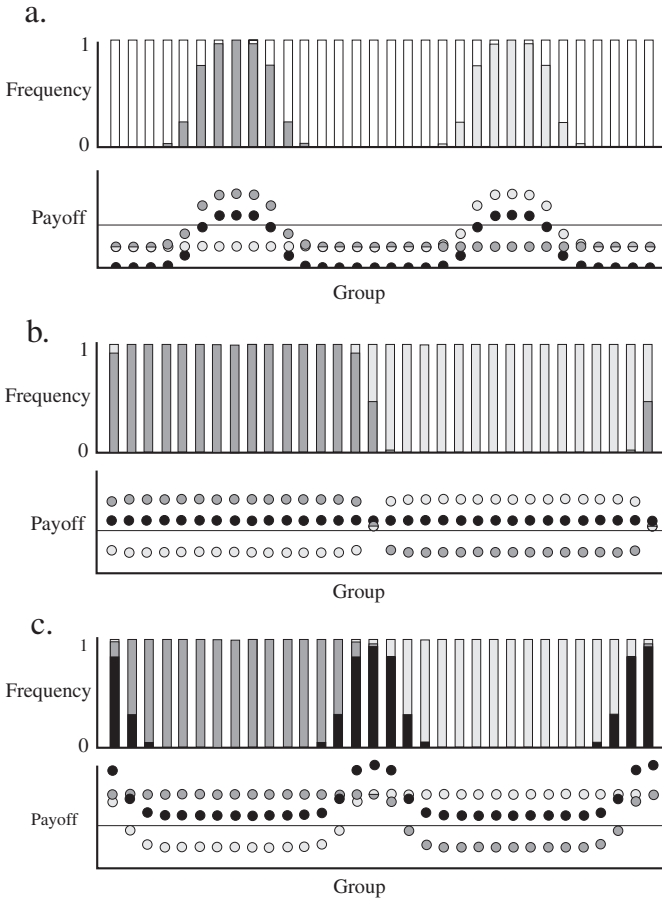 a.
1
Frequency
0
Payoff
Group
b.
1
Frequency
0
Payoff
Group
c.
1
Frequency
0
Payoff
Group